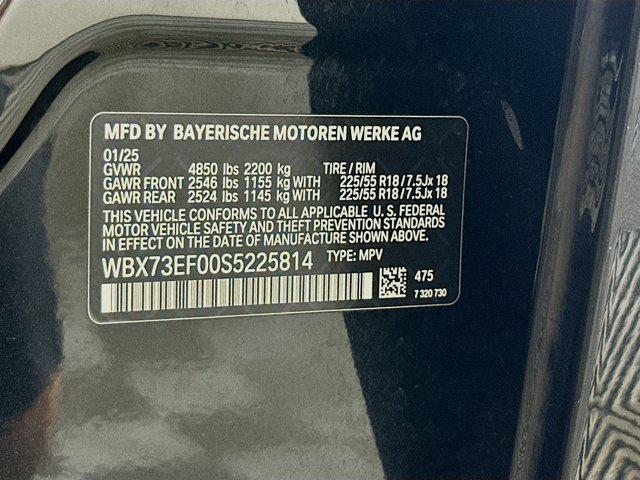 MFD BY BAYERISCHE MOTOREN WERKE AG
01/25
GVWR 4850 lbs 2200 kg TIRE / RIM
GAWR FRONT 2546 lbs 1155 kg WITH 225/55 R18 / 7.5Jx 18
GAWR REAR 2524 lbs 1145 kg WITH 225/55 R18 / 7.5Jx 18
THIS VEHICLE CONFORMS TO ALL APPLICABLE U. S. FEDERAL
MOTOR VEHICLE SAFETY AND THEFT PREVENTION STANDARDS
IN EFFECT ON THE DATE OF MANUFACTURE SHOWN ABOVE.
WBX73EF00S5225814 TYPE: MPV
475
7 320 730